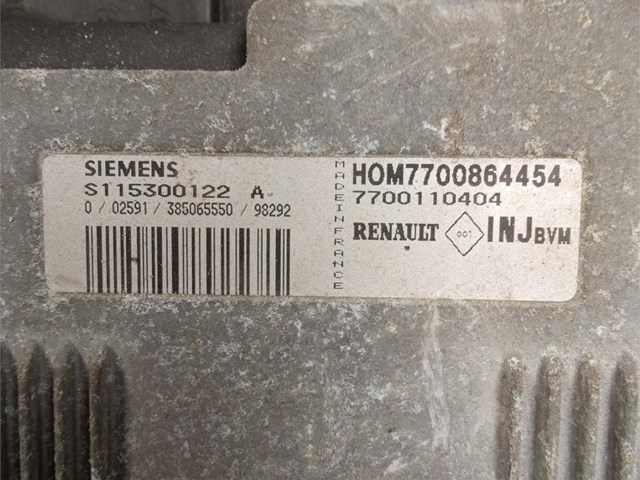 SIEMENS
S115300122 A
0 / 02591 / 385065550 / 98292
MADE IN FRANCE
HOM7700864454
7700110404
RENAULT 001 INJ BVM